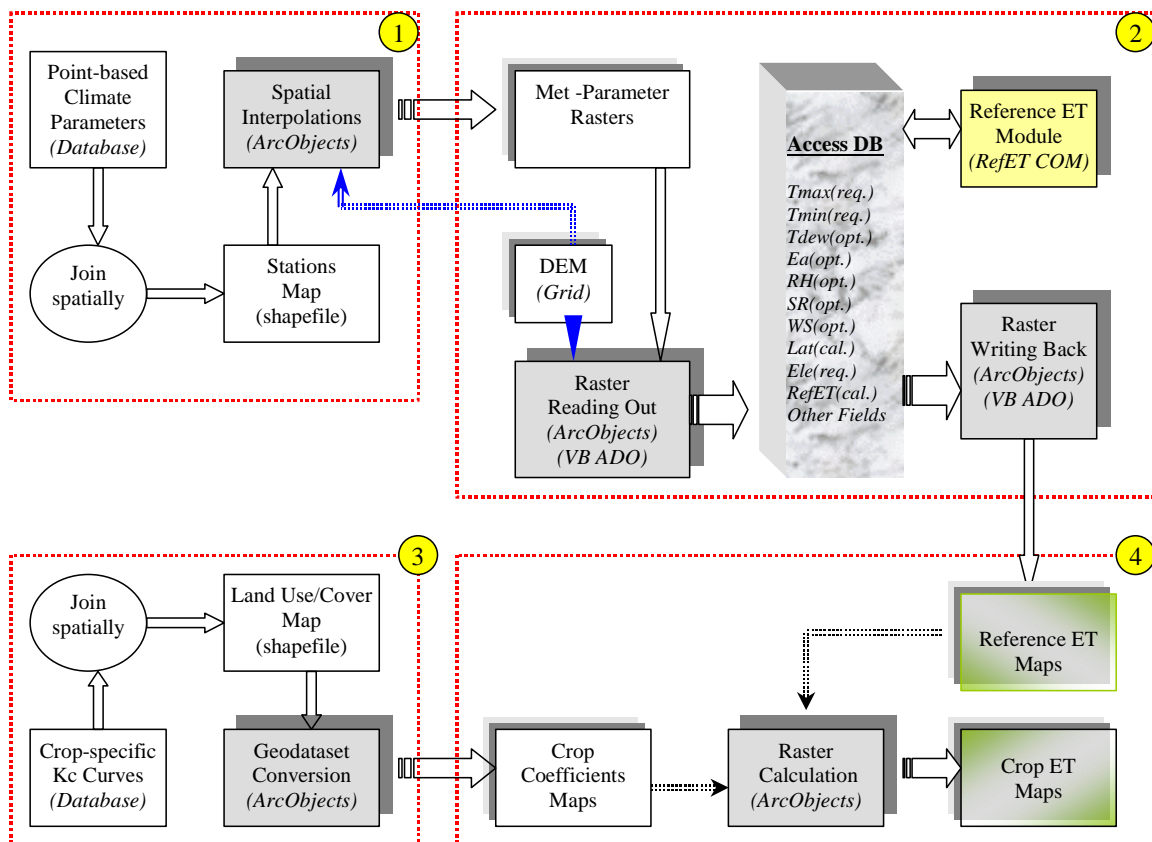 1
Point-based
Climate
Parameters
(Database)
Spatial
Interpolations
(ArcObjects)
Join
spatially
Stations
Map
(shapefile)
2
Met -Parameter
Rasters
DEM
(Grid)
Raster
Reading Out
(ArcObjects)
(VB ADO)
Access DB
Tmax(req.)
Tmin(req.)
Tdew(opt.)
Ea(opt.)
RH(opt.)
SR(opt.)
WS(opt.)
Lat(cal.)
Ele(req.)
RefET(cal.)
Other Fields
Reference ET
Module
(RefET COM)
Raster
Writing Back
(ArcObjects)
(VB ADO)
3
Join
spatially
Land Use/Cover
Map
(shapefile)
Crop-specific
Kc Curves
(Database)
Geodataset
Conversion
(ArcObjects)
4
Reference ET
Maps
Crop
Coefficients
Maps
Raster
Calculation
(ArcObjects)
Crop ET
Maps